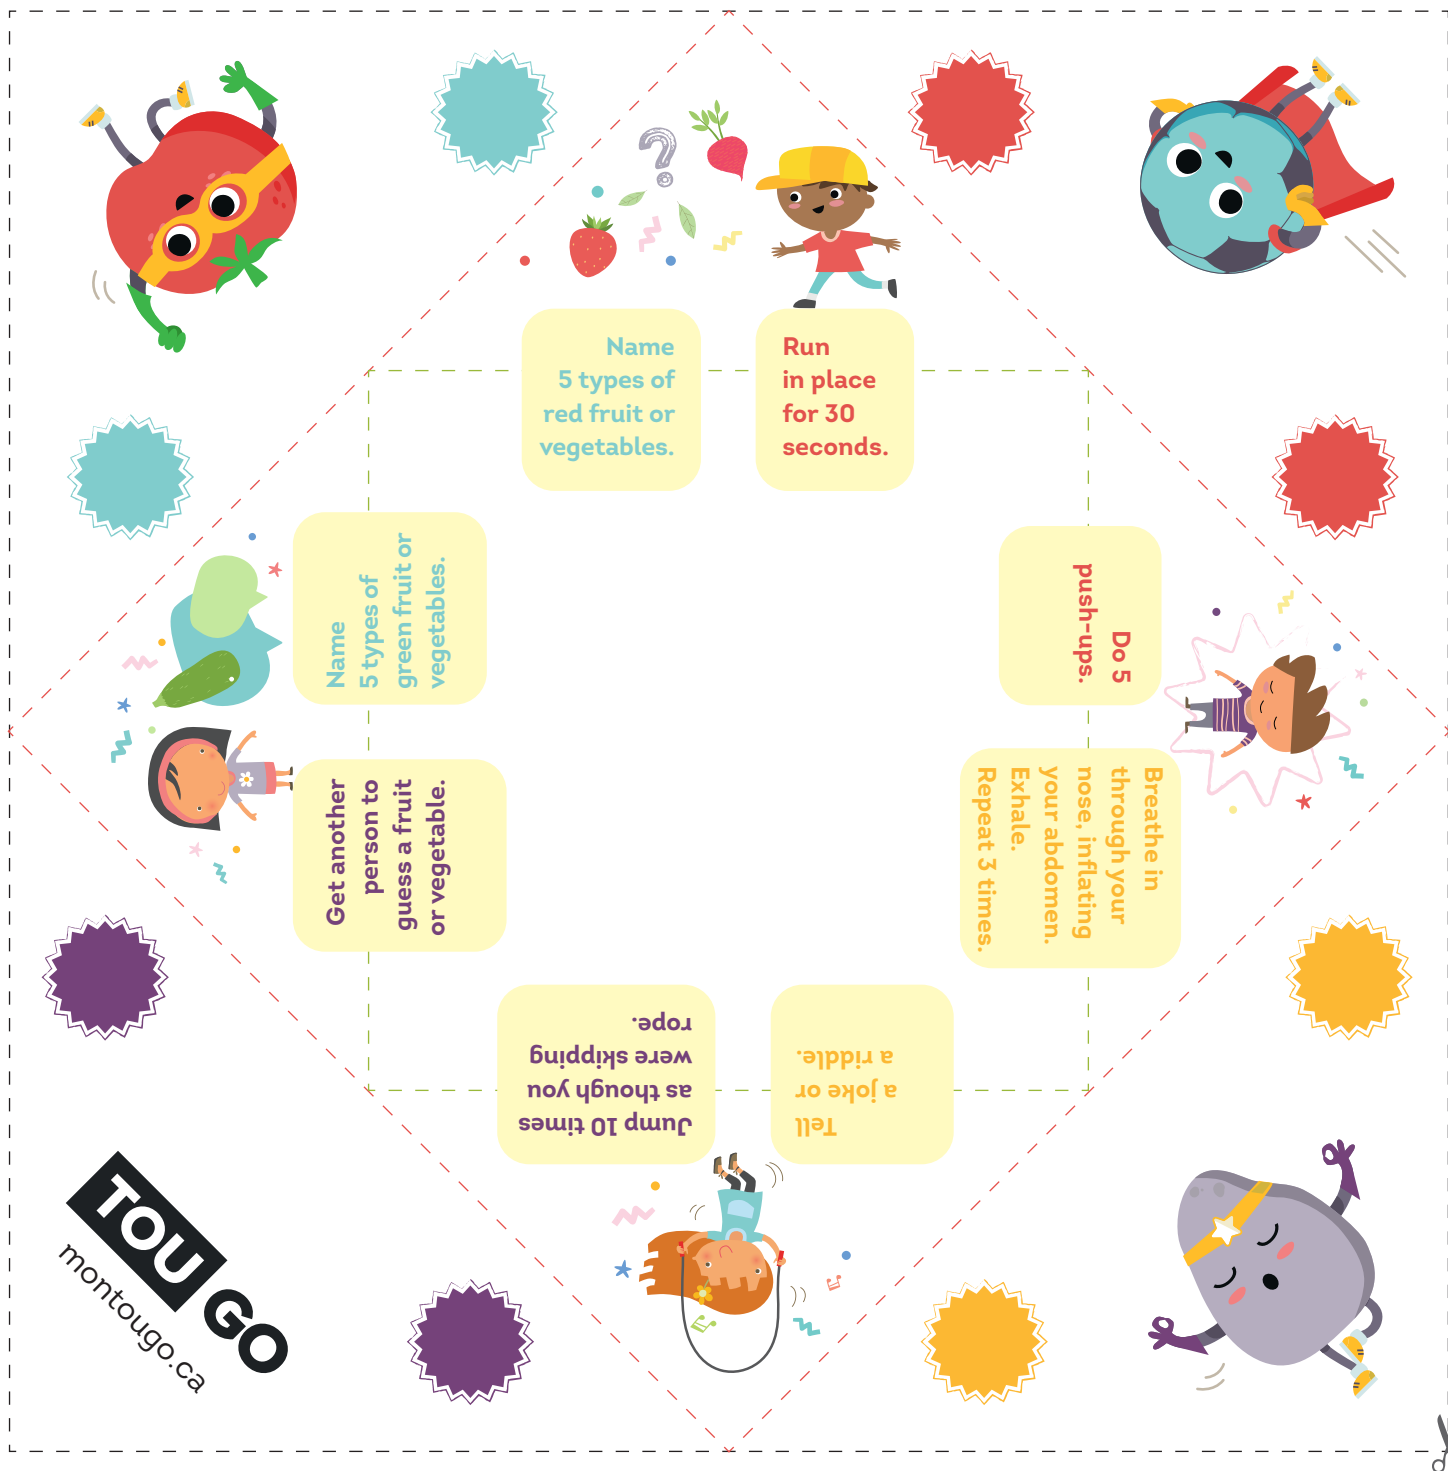 Name
5 types of
red fruit or
vegetables.
Run
in place
for 30
seconds.
Name
5 types of
green fruit or
vegetables.
Do 5
push-ups.
Get another
person to
guess a fruit
or vegetable.
Breathe in
through your
nose, inflating
your abdomen.
Exhale.
Repeat 3 times.
Jump 10 times
as though you
were skipping
rope.
Tell
a joke or
a riddle.
TOU
GO
montougo.ca